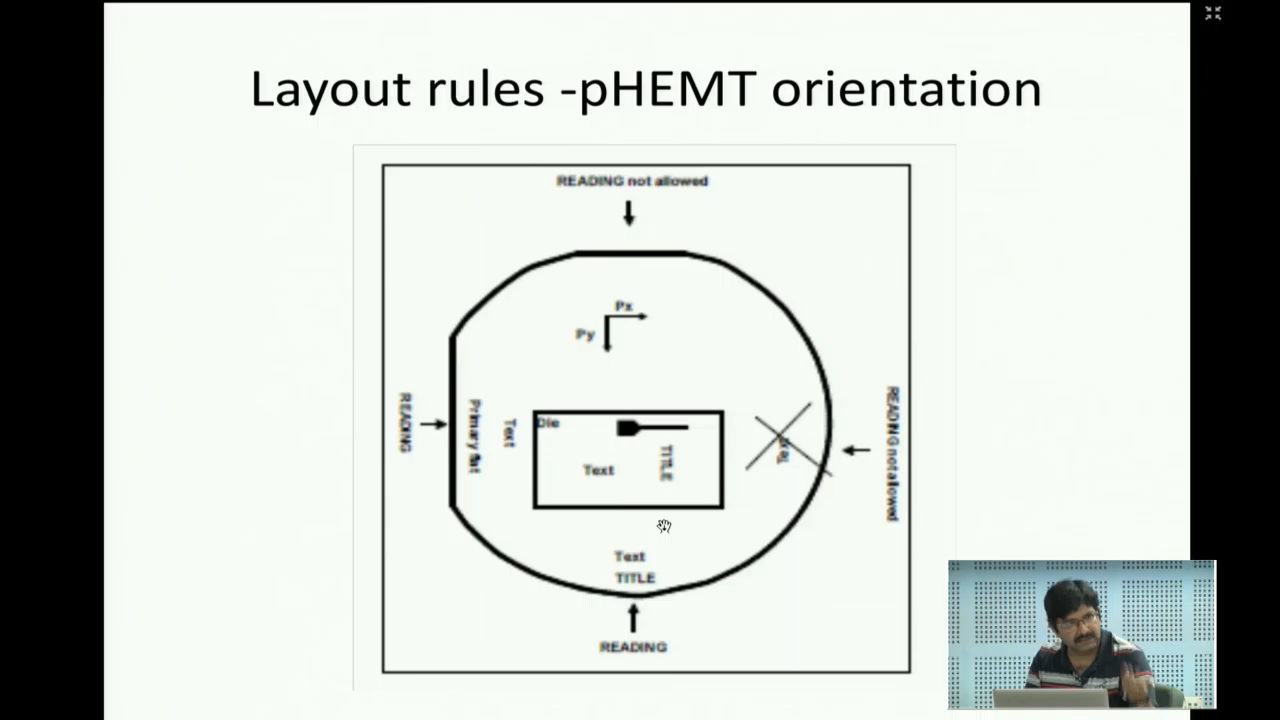 Layout rules -pHEMT orientation
READING not allowed
Px
Py
READING
Primary flat
Text
Die
Text
TITLE
Text
READING not allowed
Text
TITLE
READING